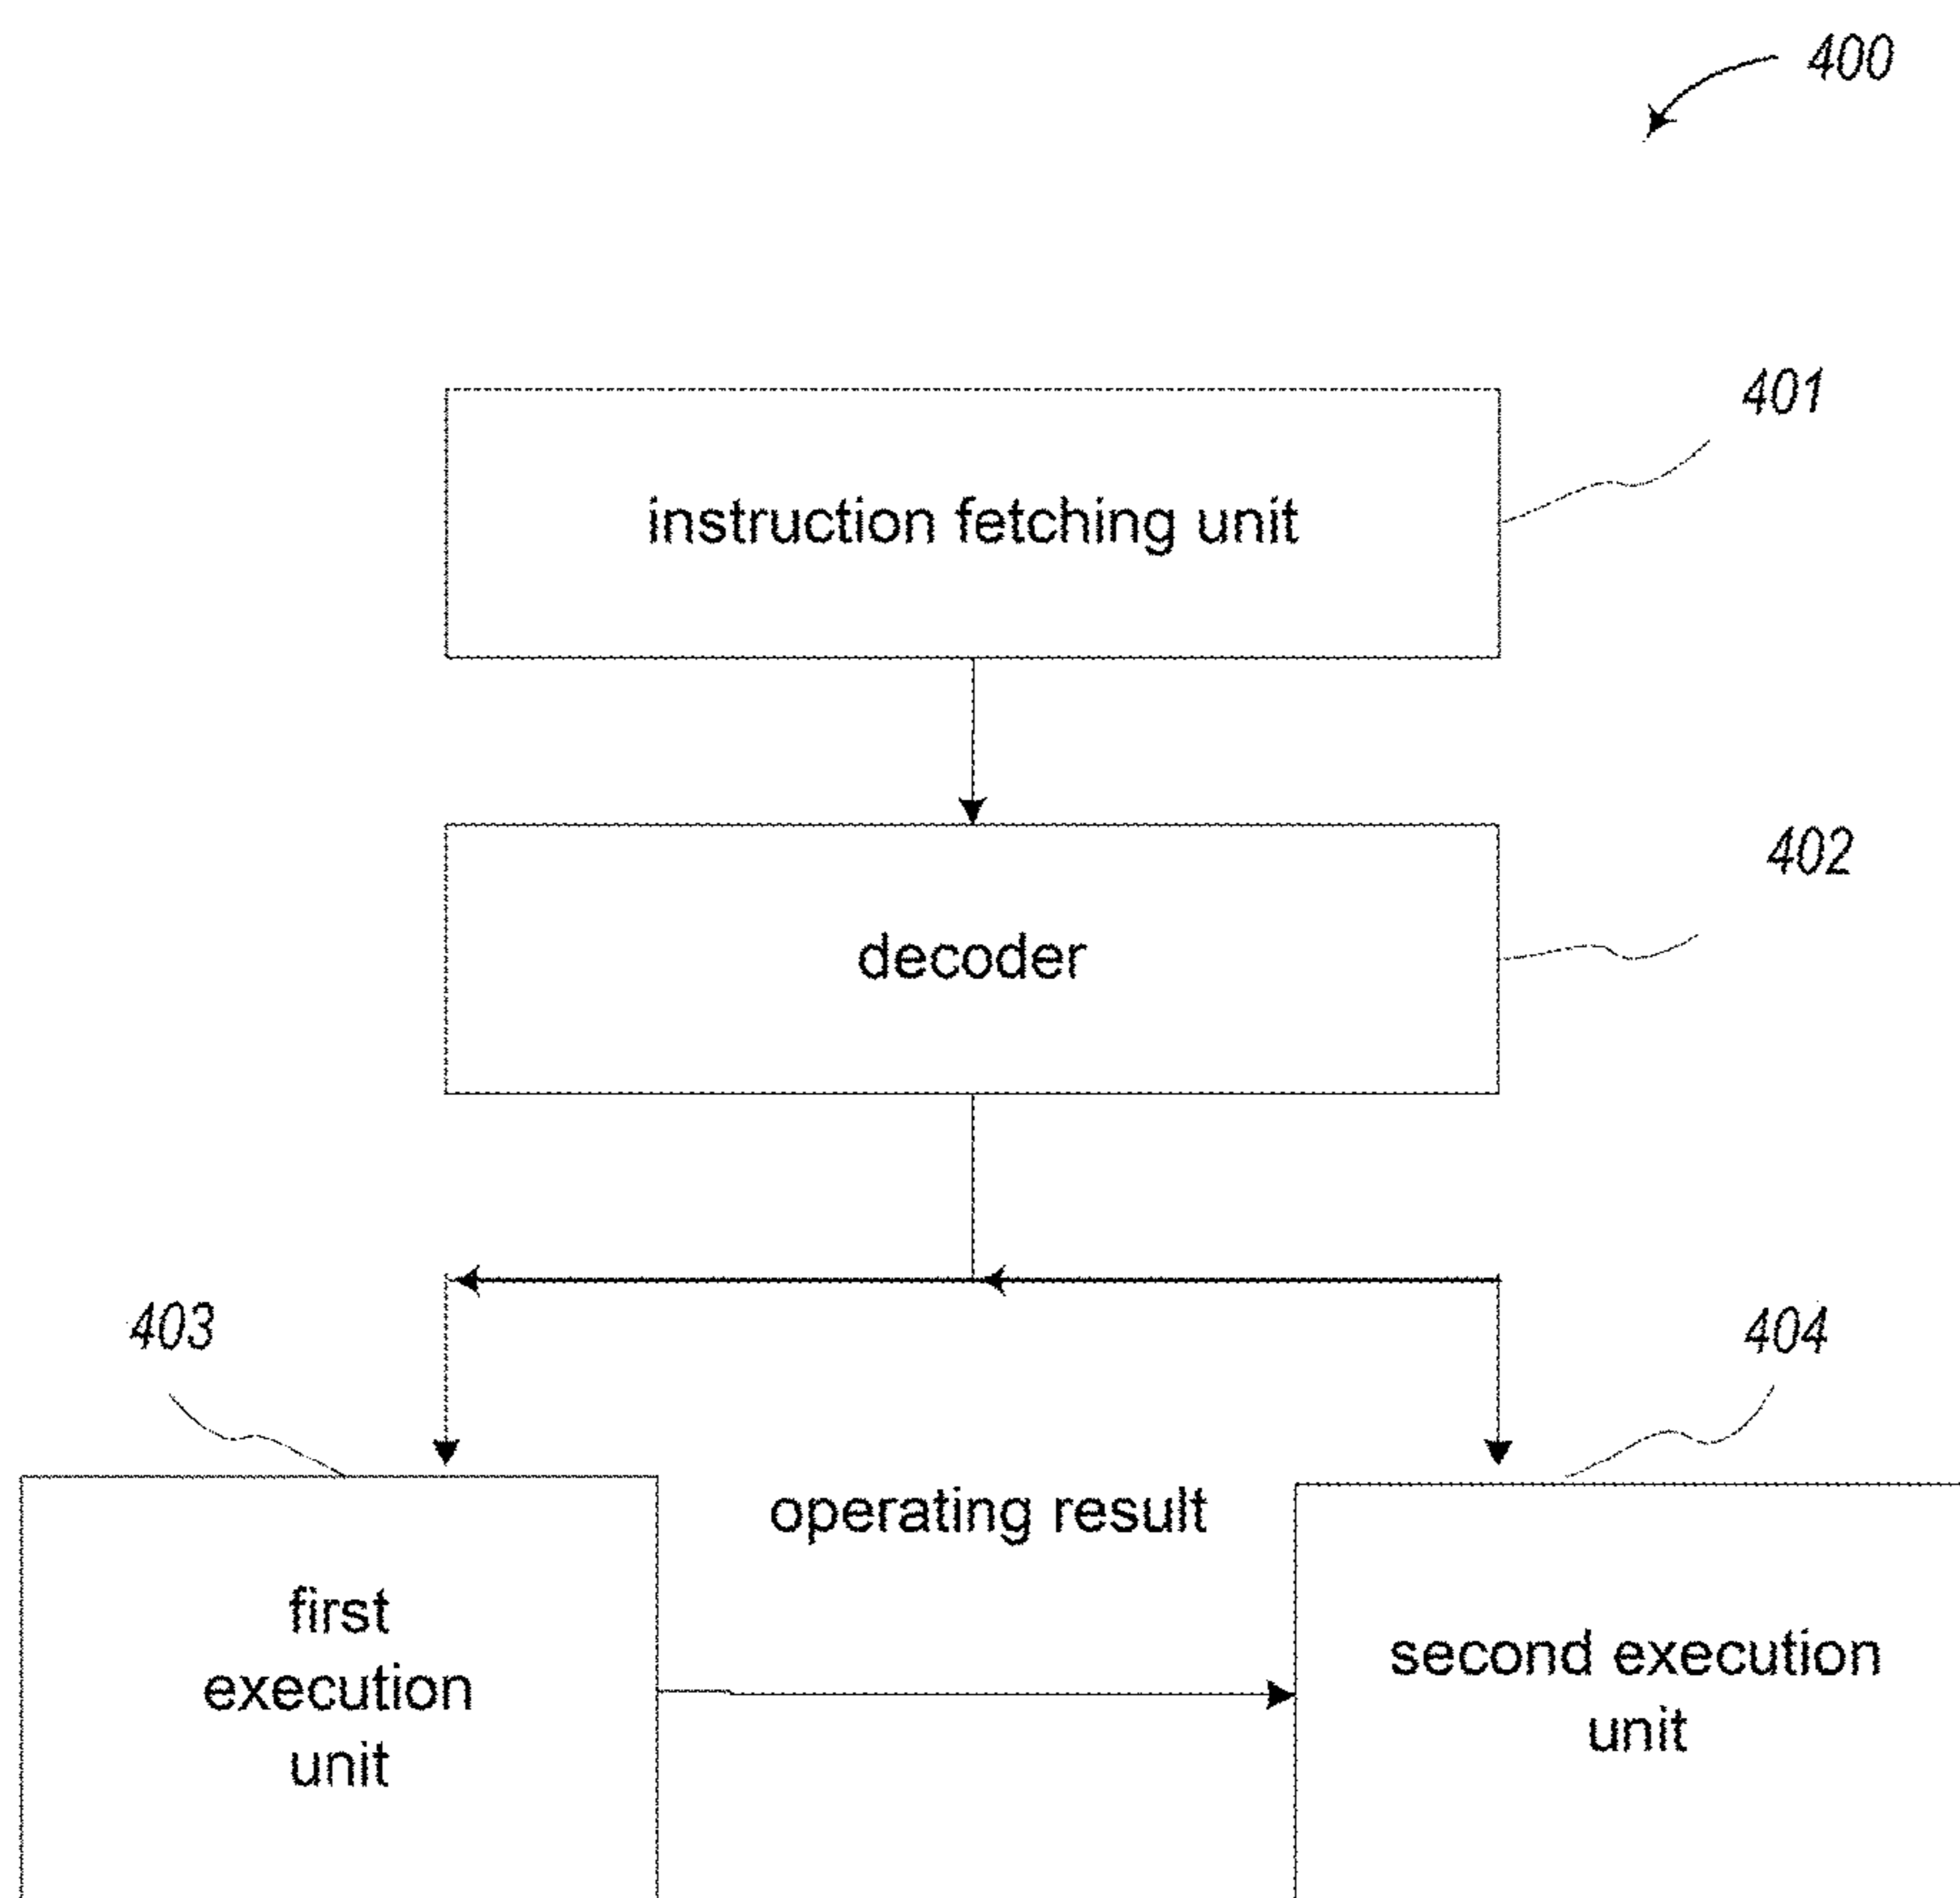 400
401
instruction fetching unit
402
decoder
403
404
operating result
first
execution
unit
second execution
unit